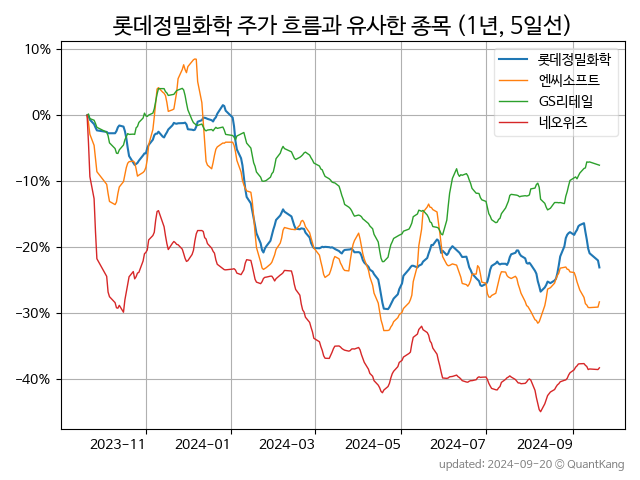 롯데정밀화학 주가 흐름과 유사한 종목 (1년, 5일선)
롯데정밀화학
엔씨소프트
GS리테일
네오위즈
10%
0%
−10%
−20%
−30%
−40%
2023−11
2024−01
2024−03
2024−05
2024−07
2024−09
updated: 2024-09-20 © QuantKang